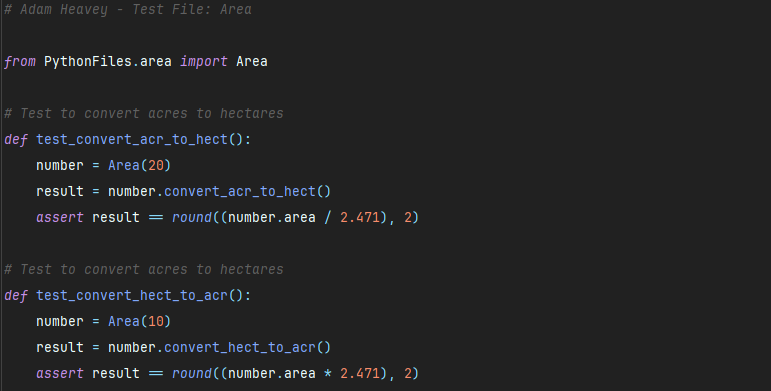 # Adam Heavey - Test File: Area
from PythonFiles.area import Area
# Test to convert acres to hectares
def test_convert_acr_to_hect():
number = Area(20)
result = number.convert_acr_to_hect()
assert result == round((number.area / 2.471), 2)
# Test to convert acres to hectares
def test_convert_hect_to_acr():
number = Area(10)
result = number.convert_hect_to_acr()
assert result == round((number.area * 2.471), 2)